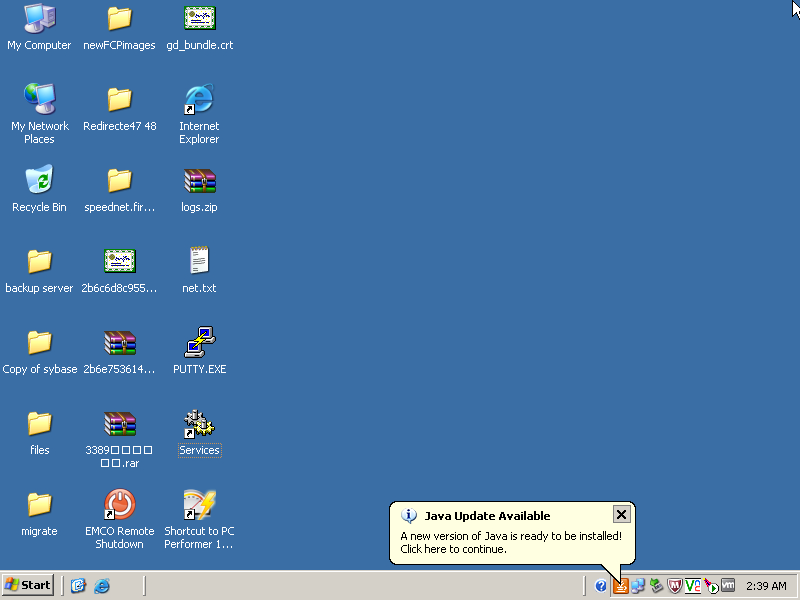 My Computer
newFCPimages
gd_bundle.crt
My Network
Places
Redirecte47 48
Internet
Explorer
Recycle Bin
speednet.fir...
logs.zip
backup server
2b6c6d8c955...
net.txt
Copy of sybase
2b6e753614...
PUTTY.EXE
files
3389□□□□
□□.rar
Services
migrate
EMCO Remote
Shutdown
Shortcut to PC
Performer 1...
Java Update Available
A new version of Java is ready to be installed!
Click here to continue.
Start
V2
vm
2:39 AM